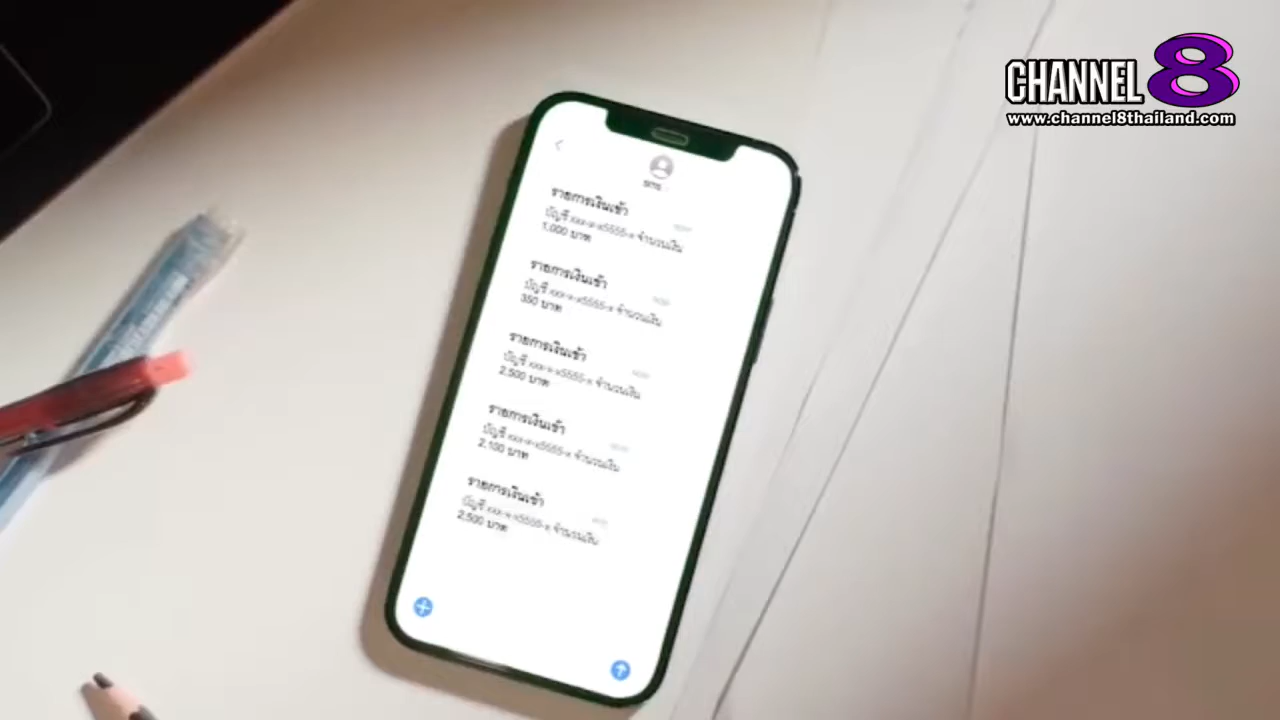 CHANNEL 8
www.channel8thailand.com
รายการเงินเข้า
บัญชี xxx-x-x5555-x จำนวนเงิน
1,000 บาท
รายการเงินเข้า
บัญชี xxx-x-x5555-x จำนวนเงิน
350 บาท
รายการเงินเข้า
บัญชี xxx-x-x5555-x จำนวนเงิน
2,500 บาท
รายการเงินเข้า
บัญชี xxx-x-x5555-x จำนวนเงิน
2,100 บาท
รายการเงินเข้า
บัญชี xxx-x-x5555-x จำนวนเงิน
2,500 บาท